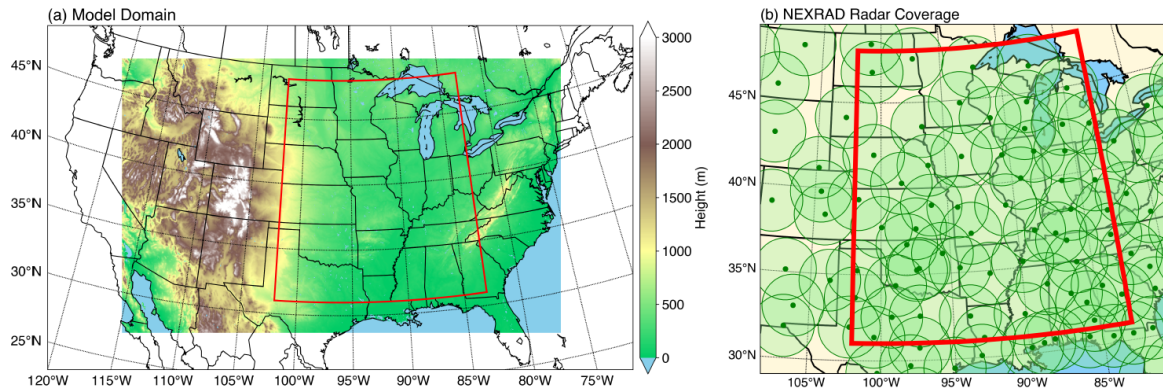 (a) Model Domain
45°N
40°N
35°N
30°N
25°N
120°W 115°W 110°W 105°W 100°W 95°W 90°W 85°W 80°W 75°W 72°W
3000
2500
2000
1500
1000
500
0
Height (m)
(b) NEXRAD Radar Coverage
45°N
40°N
35°N
30°N
105°W 100°W 95°W 90°W 85°W